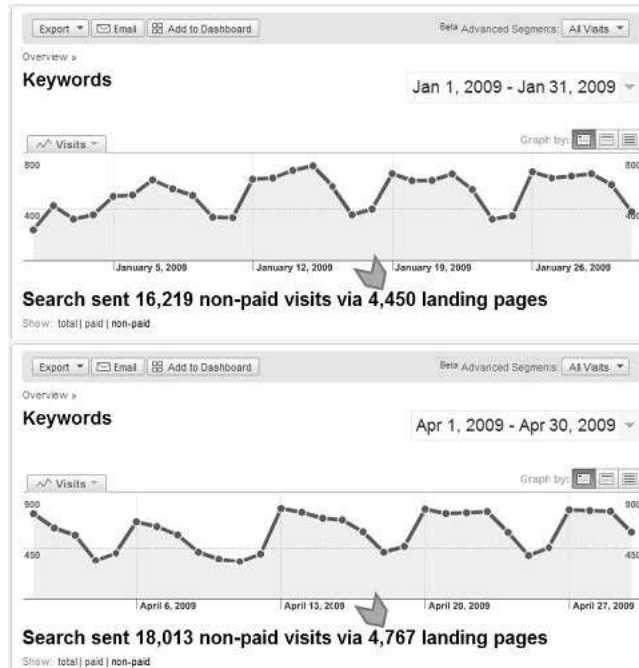 Export Email Add to Dashboard Beta Advanced Segments: All Visits
Overview »
Keywords
Jan 1, 2009 - Jan 31, 2009
Visits Graph by:
800 800
400 400
January 5, 2009 January 12, 2009 January 19, 2009 January 26, 2009
Search sent 16,219 non-paid visits via 4,450 landing pages
Show: total | paid | non-paid
Export Email Add to Dashboard Beta Advanced Segments: All Visits
Overview »
Keywords
Apr 1, 2009 - Apr 30, 2009
Visits Graph by:
900 900
450 450
April 6, 2009 April 13, 2009 April 20, 2009 April 27, 2009
Search sent 18,013 non-paid visits via 4,767 landing pages
Show: total | paid | non-paid